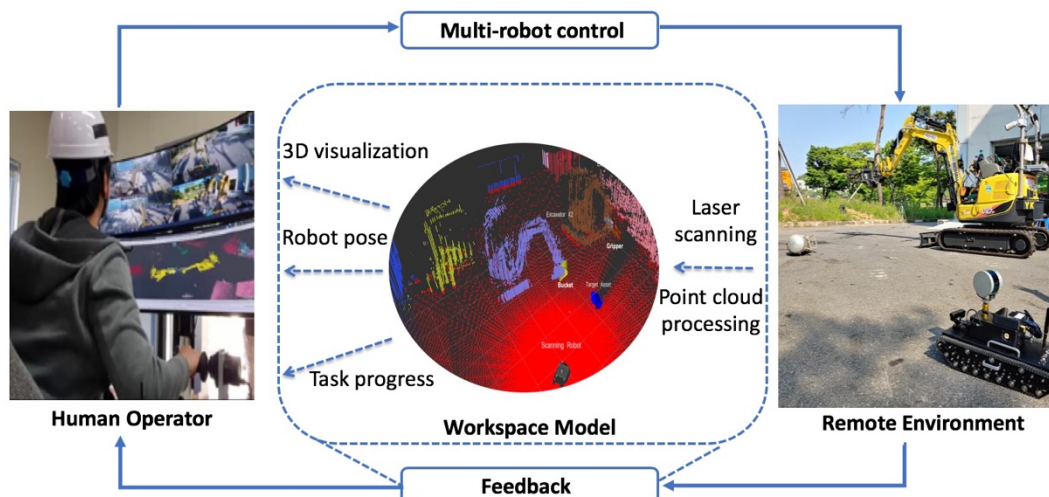 Multi-robot control
3D visualization
Robot pose
Task progress
Excavator
Gripper
Bucket
Target Asset
Scanning Robot
Laser
scanning
Point cloud
processing
Human Operator
Workspace Model
Remote Environment
Feedback